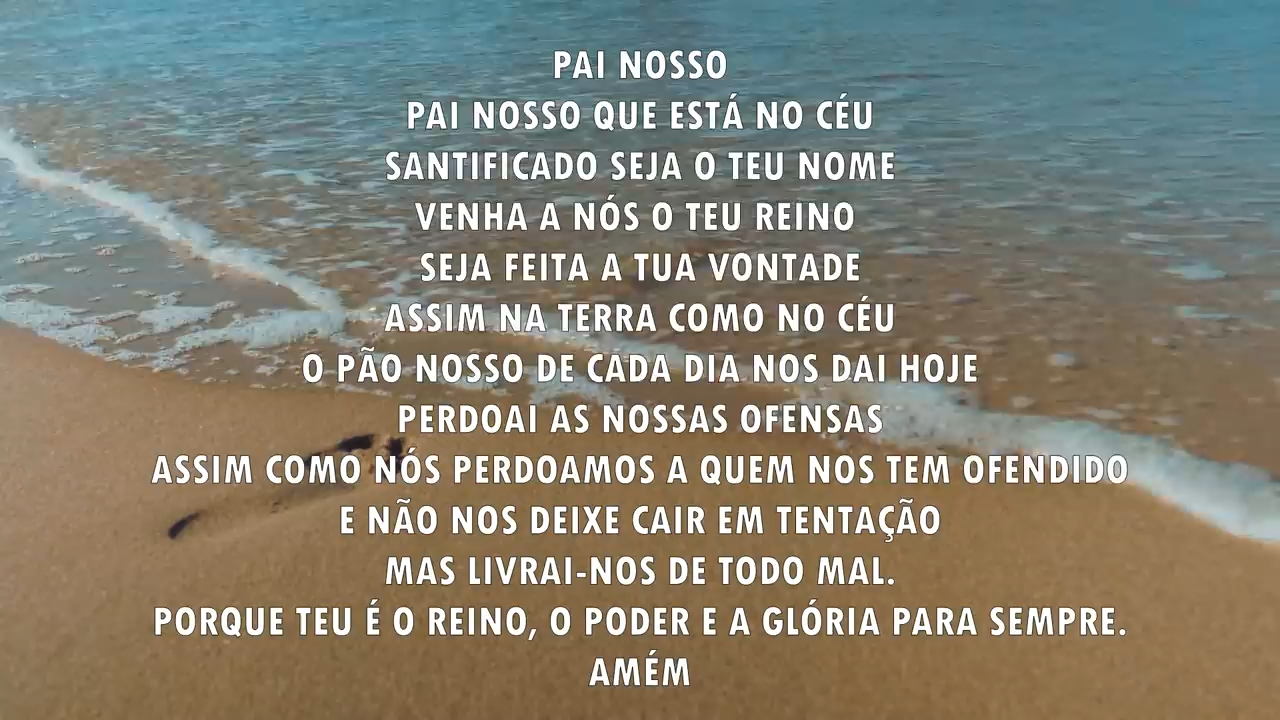 PAI NOSSO
PAI NOSSO QUE ESTÁ NO CÉU
SANTIFICADO SEJA O TEU NOME
VENHA A NÓS O TEU REINO
SEJA FEITA A TUA VONTADE
ASSIM NA TERRA COMO NO CÉU
O PÃO NOSSO DE CADA DIA NOS DAI HOJE
PERDOAI AS NOSSAS OFENSAS
ASSIM COMO NÓS PERDOAMOS A QUEM NOS TEM OFENDIDO
E NÃO NOS DEIXE CAIR EM TENTAÇÃO
MAS LIVRAI-NOS DE TODO MAL.
PORQUE TEU É O REINO, O PODER E A GLÓRIA PARA SEMPRE.
AMÉM